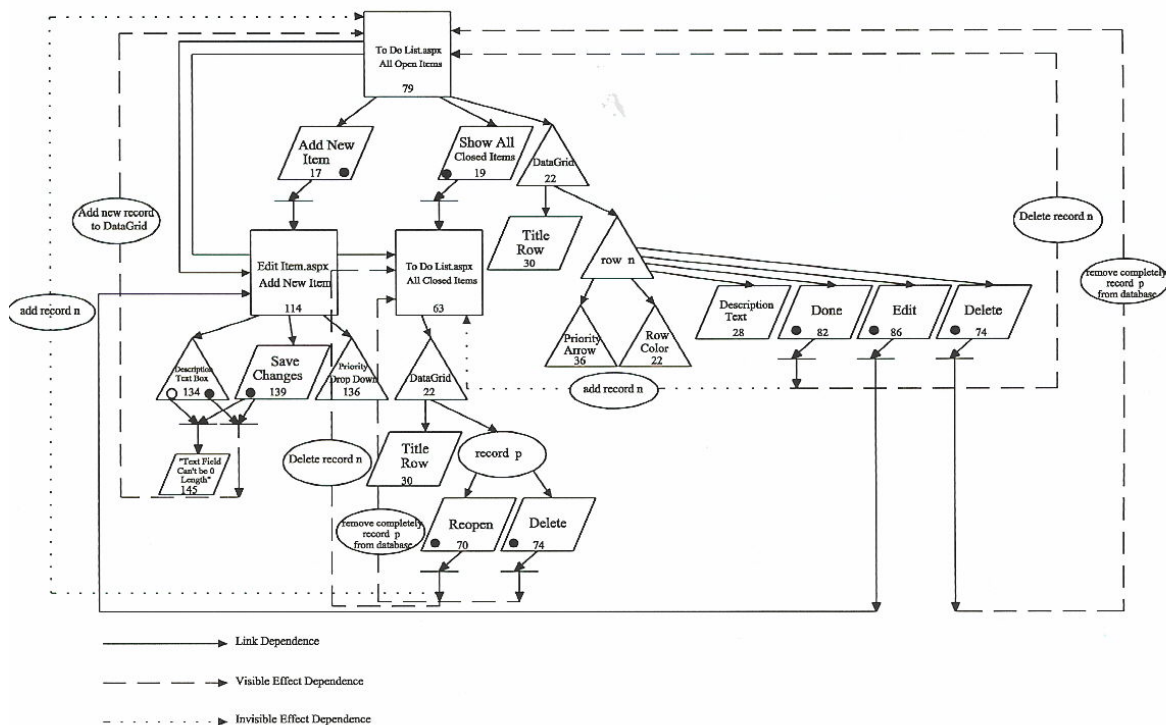 To Do List.aspx
All Open Items
79
Add New
Item
17
Show All
Closed Items
19
DataGrid
22
Add new record
to DataGrid
Delete record n
Title
Row
30
row n
Edit Item.aspx
Add New Item
114
To Do List.aspx
All Closed Items
63
remove completely
record p
from database
add record n
Description
Text
28
Done
82
Edit
86
Delete
74
Priority
Arrow
36
Row
Color
22
add record n
Description
Text Box
134
Save
Changes
139
Priority
Drop Down
136
DataGrid
22
"Text Field
Can't be 0
Length"
145
Delete record n
Title
Row
30
record p
remove completely
record p
from database
Reopen
70
Delete
74
Link Dependence
Visible Effect Dependence
Invisible Effect Dependence